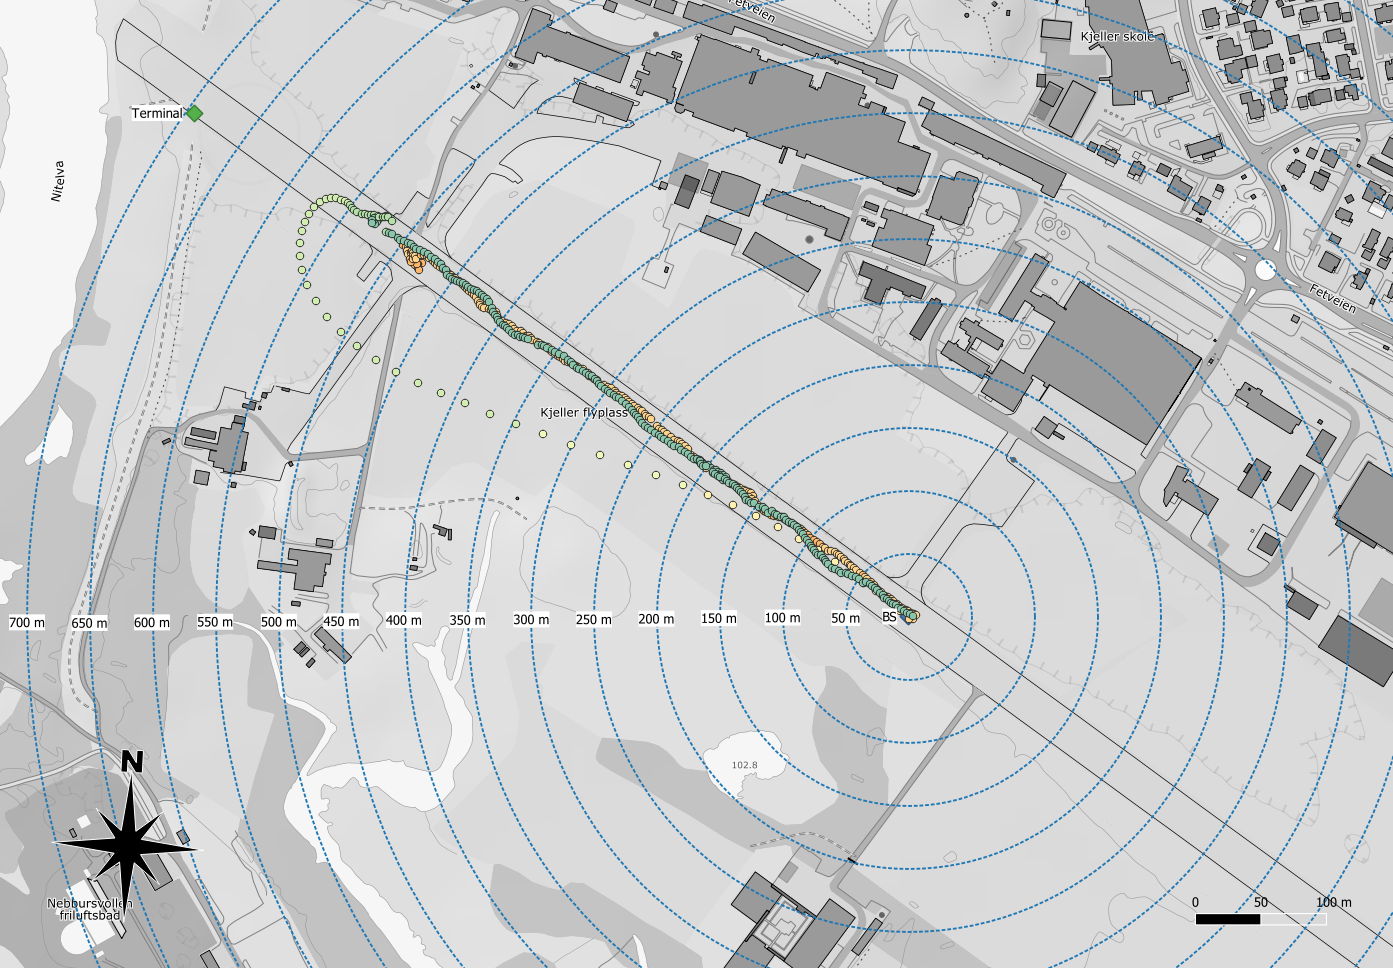 Fetveien
Kjeller skole
Terminal
Nitelva
Fetveien
Kjeller flyplass
700 m
650 m
600 m
550 m
500 m
450 m
400 m
350 m
300 m
250 m
200 m
150 m
100 m
50 m
BS
N
102.8
Nebbursvollen
friluftsbad
0
50
100 m